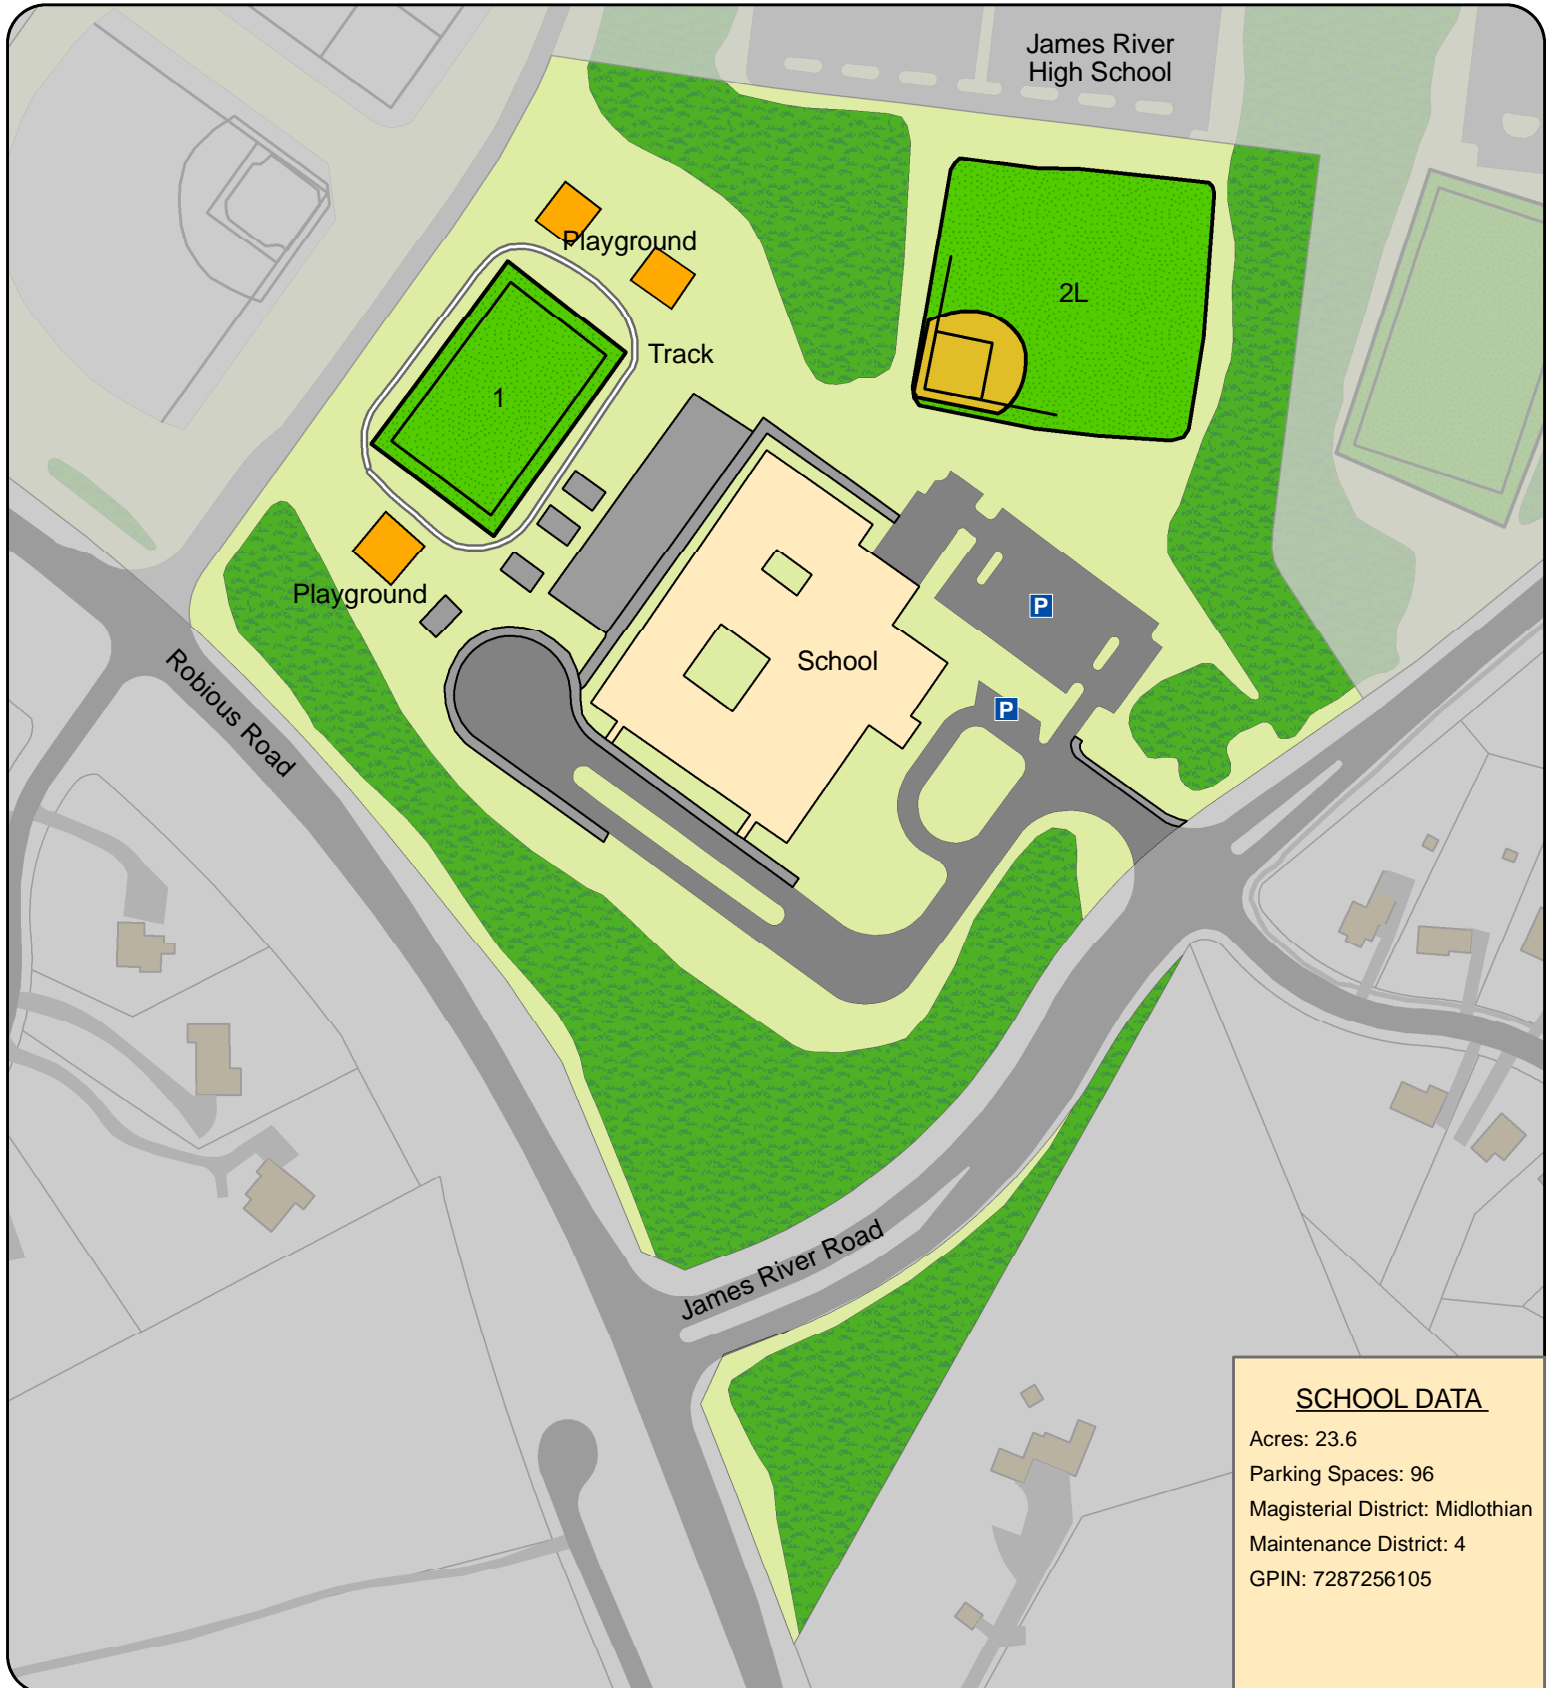 James River
High School
Playground
2L
Track
1
P
Playground
School
Robious Road
P
James River Road
SCHOOL DATA
Acres: 23.6
Parking Spaces: 96
Magisterial District: Midlothian
Maintenance District: 4
GPIN: 7287256105